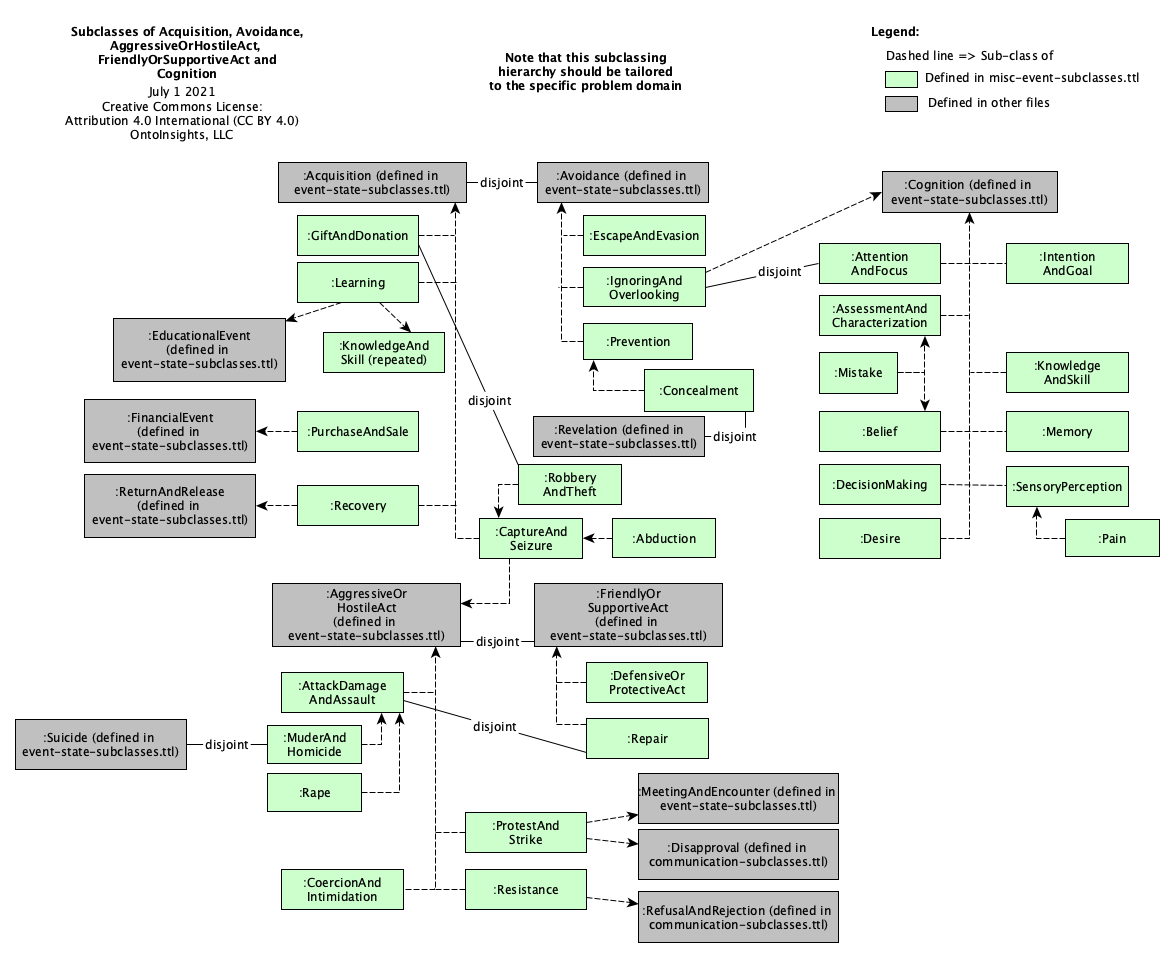 Subclasses of Acquisition, Avoidance,
AggressiveOrHostileAct,
FriendlyOrSupportiveAct and
Cognition
July 1 2021
Creative Commons License:
Attribution 4.0 International (CC BY 4.0)
OntoInsights, LLC
Note that this subclassing
hierarchy should be tailored
to the specific problem domain
Legend:
Dashed line => Sub-class of
Defined in misc-event-subclasses.ttl
Defined in other files
:Acquisition (defined in
event-state-subclasses.ttl)
disjoint
:Avoidance (defined in
event-state-subclasses.ttl)
:Cognition (defined in
event-state-subclasses.ttl)
:GiftAndDonation
:EscapeAndEvasion
:Attention
AndFocus
:Intention
AndGoal
:Learning
:IgnoringAnd
Overlooking
disjoint
:AssessmentAnd
Characterization
:EducationalEvent
(defined in
event-state-subclasses.ttl)
:KnowledgeAnd
Skill (repeated)
:Prevention
:Mistake
:Knowledge
AndSkill
:Concealment
disjoint
:FinancialEvent
(defined in
event-state-subclasses.ttl)
:PurchaseAndSale
:Revelation (defined in
event-state-subclasses.ttl)
disjoint
:Belief
:Memory
:ReturnAndRelease
(defined in
event-state-subclasses.ttl)
:Recovery
:Robbery
AndTheft
:DecisionMaking
:SensoryPerception
:CaptureAnd
Seizure
:Abduction
:Desire
:Pain
:AggressiveOr
HostileAct
(defined in
event-state-subclasses.ttl)
disjoint
:FriendlyOr
SupportiveAct
(defined in
event-state-subclasses.ttl)
:AttackDamage
AndAssault
:DefensiveOr
ProtectiveAct
disjoint
:Repair
:Suicide (defined in
event-state-subclasses.ttl)
disjoint
:MuderAnd
Homicide
:Rape
:MeetingAndEncounter (defined in
event-state-subclasses.ttl)
:ProtestAnd
Strike
:Disapproval (defined in
communication-subclasses.ttl)
:CoercionAnd
Intimidation
:Resistance
:RefusalAndRejection (defined in
communication-subclasses.ttl)